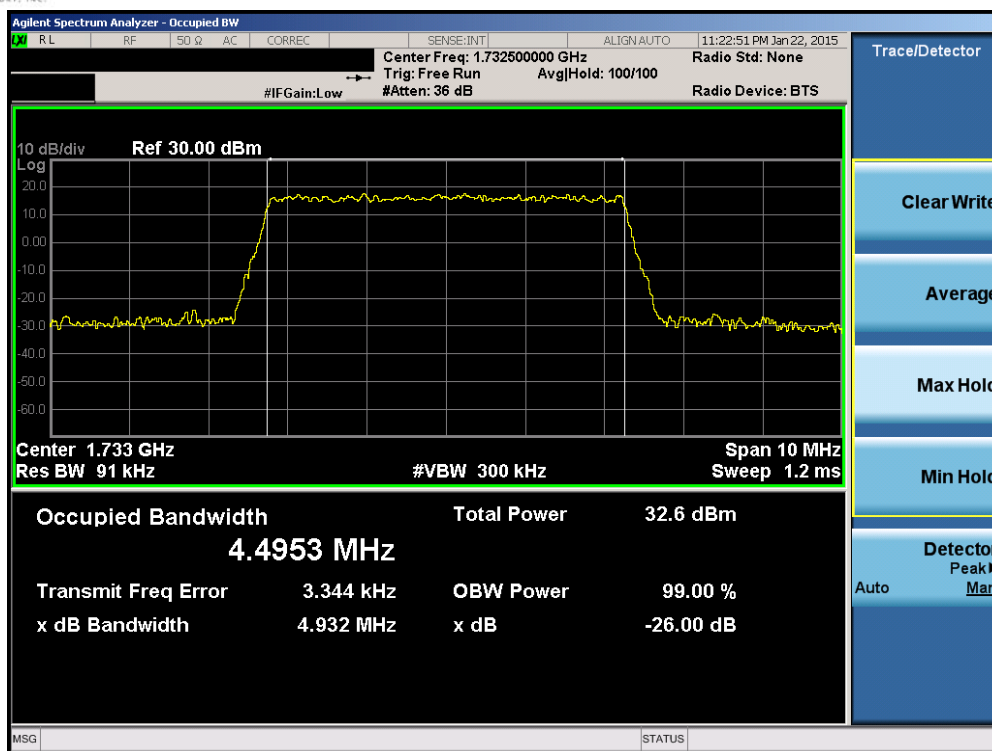 Agilent Spectrum Analyzer - Occupied BW
LXI RL RF 50 Ω AC CORREC SENSE:INT ALIGN AUTO 11:22:51 PM Jan 22, 2015
Center Freq: 1.732500000 GHz Radio Std: None
Trig: Free Run Avg|Hold: 100/100
#IFGain:Low #Atten: 36 dB Radio Device: BTS
Trace/Detector
10 dB/div Ref 30.00 dBm
Log
20.0
10.0
0.00
-10.0
-20.0
-30.0
-40.0
-50.0
-60.0
Center 1.733 GHz Span 10 MHz
Res BW 91 kHz #VBW 300 kHz Sweep 1.2 ms
Occupied Bandwidth Total Power 32.6 dBm
4.4953 MHz
Transmit Freq Error 3.344 kHz OBW Power 99.00 %
x dB Bandwidth 4.932 MHz x dB -26.00 dB
Clear Write
Average
Max Hold
Min Hold
Detector
Peak
Auto Man
MSG STATUS